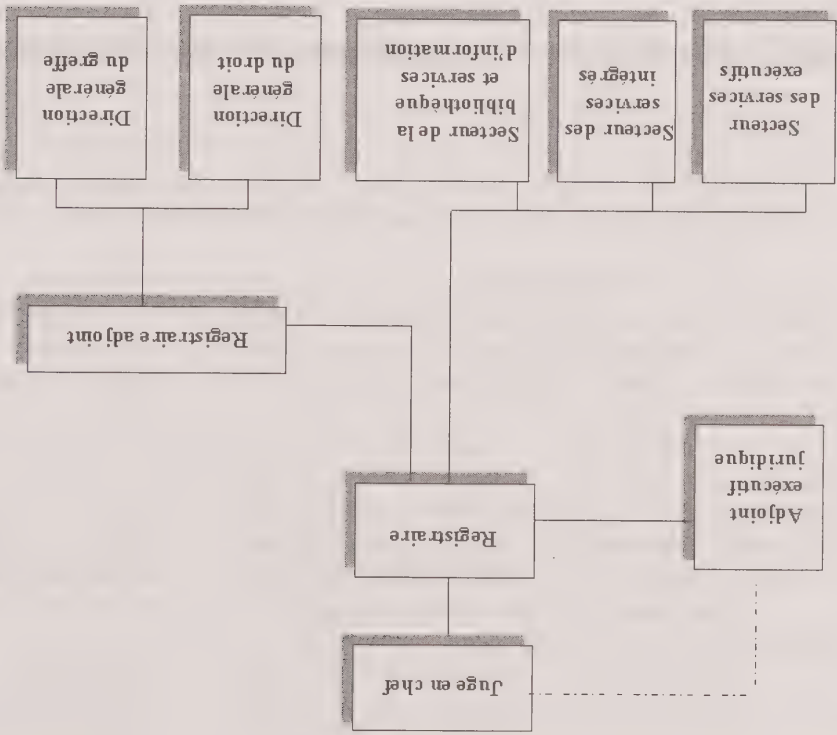 Juge en chef
Adjoint
exécutif
juridique
Registraire
Registraire adjoint
Secteur
des services
exécutifs
Secteur des
services
intégrés
Secteur de la
bibliothèque
et services
d'information
Direction
générale
du droit
Direction
générale
du greffe